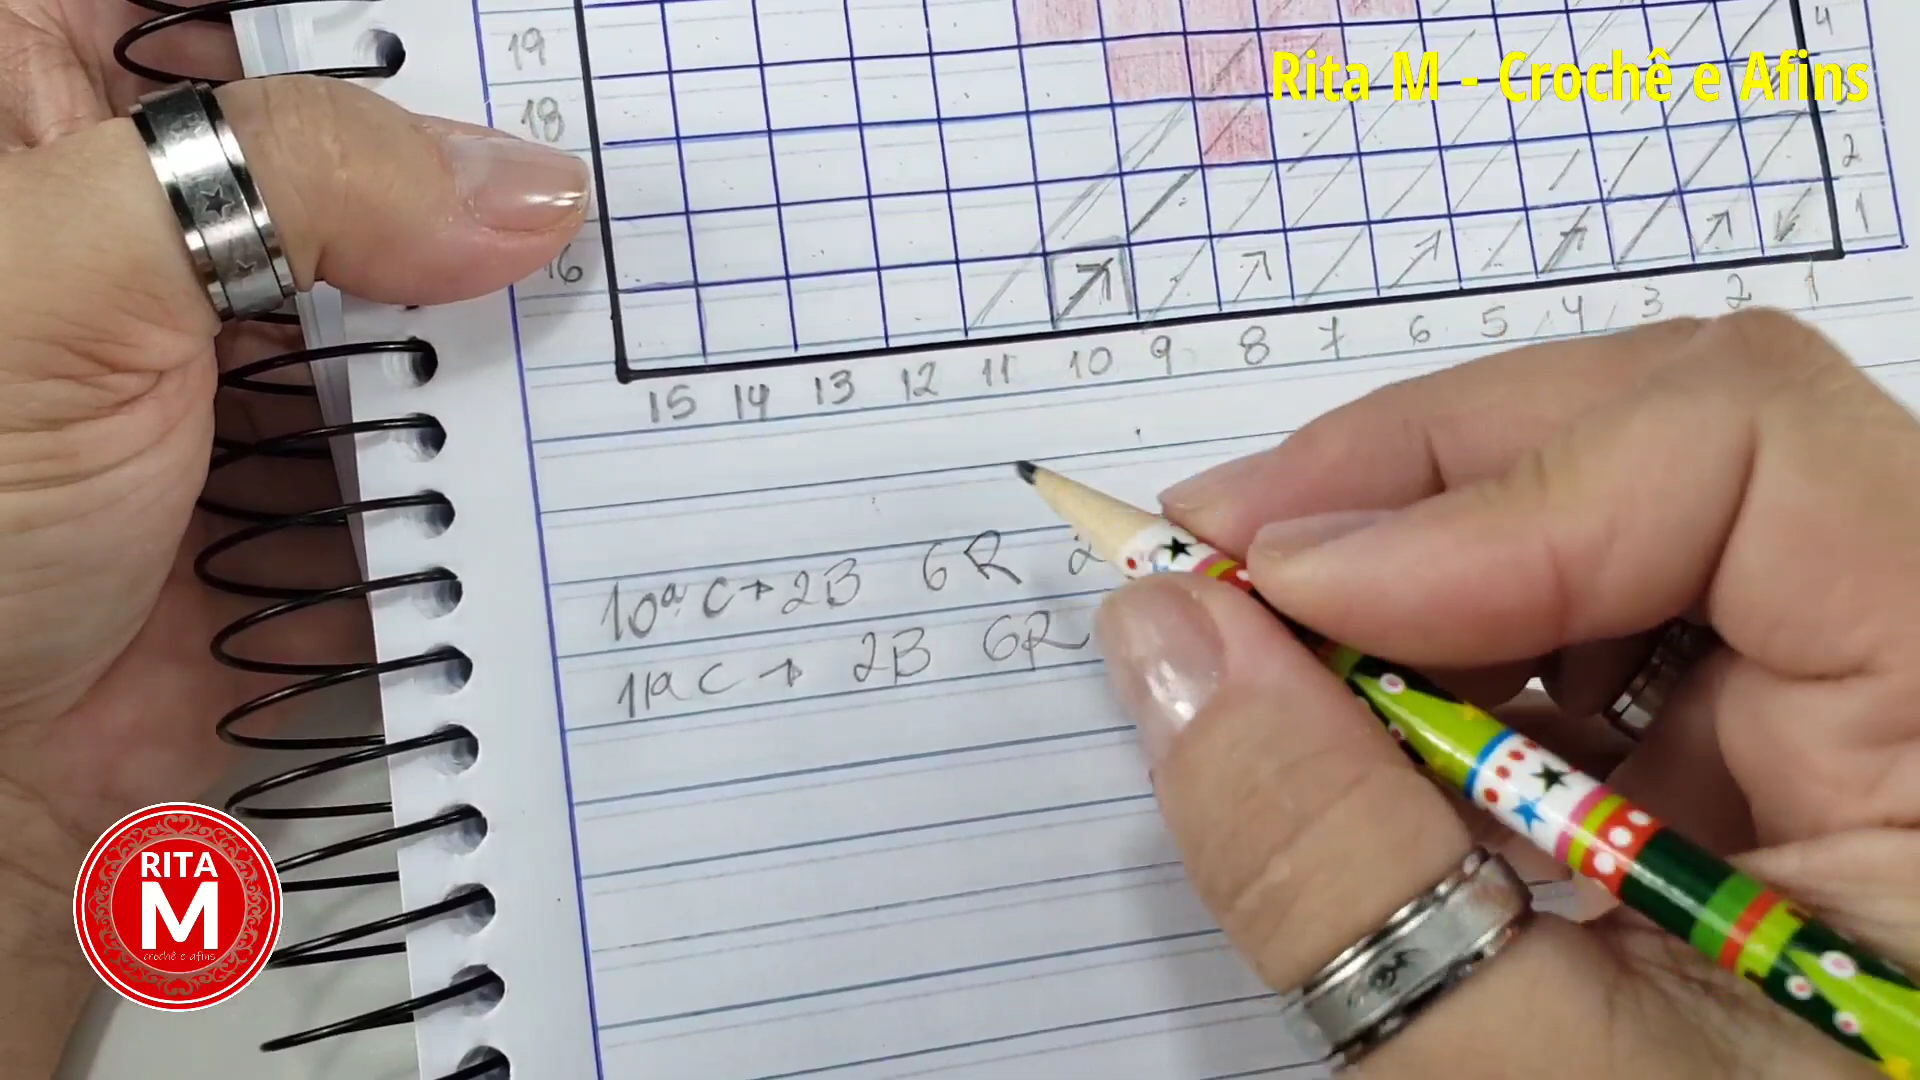 19
4
Rita M - Crochê e Afins
18
2
1
16
15 14 13 12 11 10 9 8 7 6 5 4 3 2 1
10ª C → 2B 6R 2
11ª C → 2B 6R
RITA
M
crochê e afins